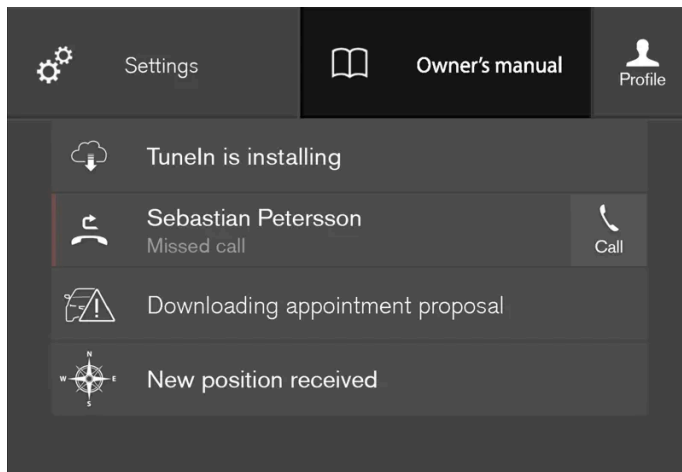 Settings
Owner's manual
Profile
TuneIn is installing
Sebastian Petersson
Missed call
Call
Downloading appointment proposal
N
W E
S
New position received